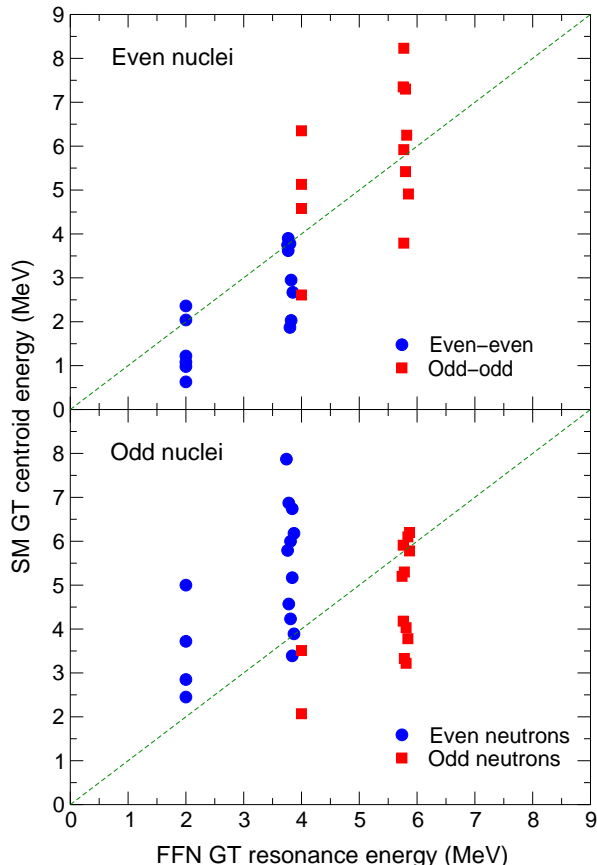 9
8
7
6
5
4
3
2
1
0
Even nuclei
Even−even
Odd−odd
SM GT centroid energy (MeV)
8
7
6
5
4
3
2
1
0
Odd nuclei
Even neutrons
Odd neutrons
0 1 2 3 4 5 6 7 8 9
FFN GT resonance energy (MeV)